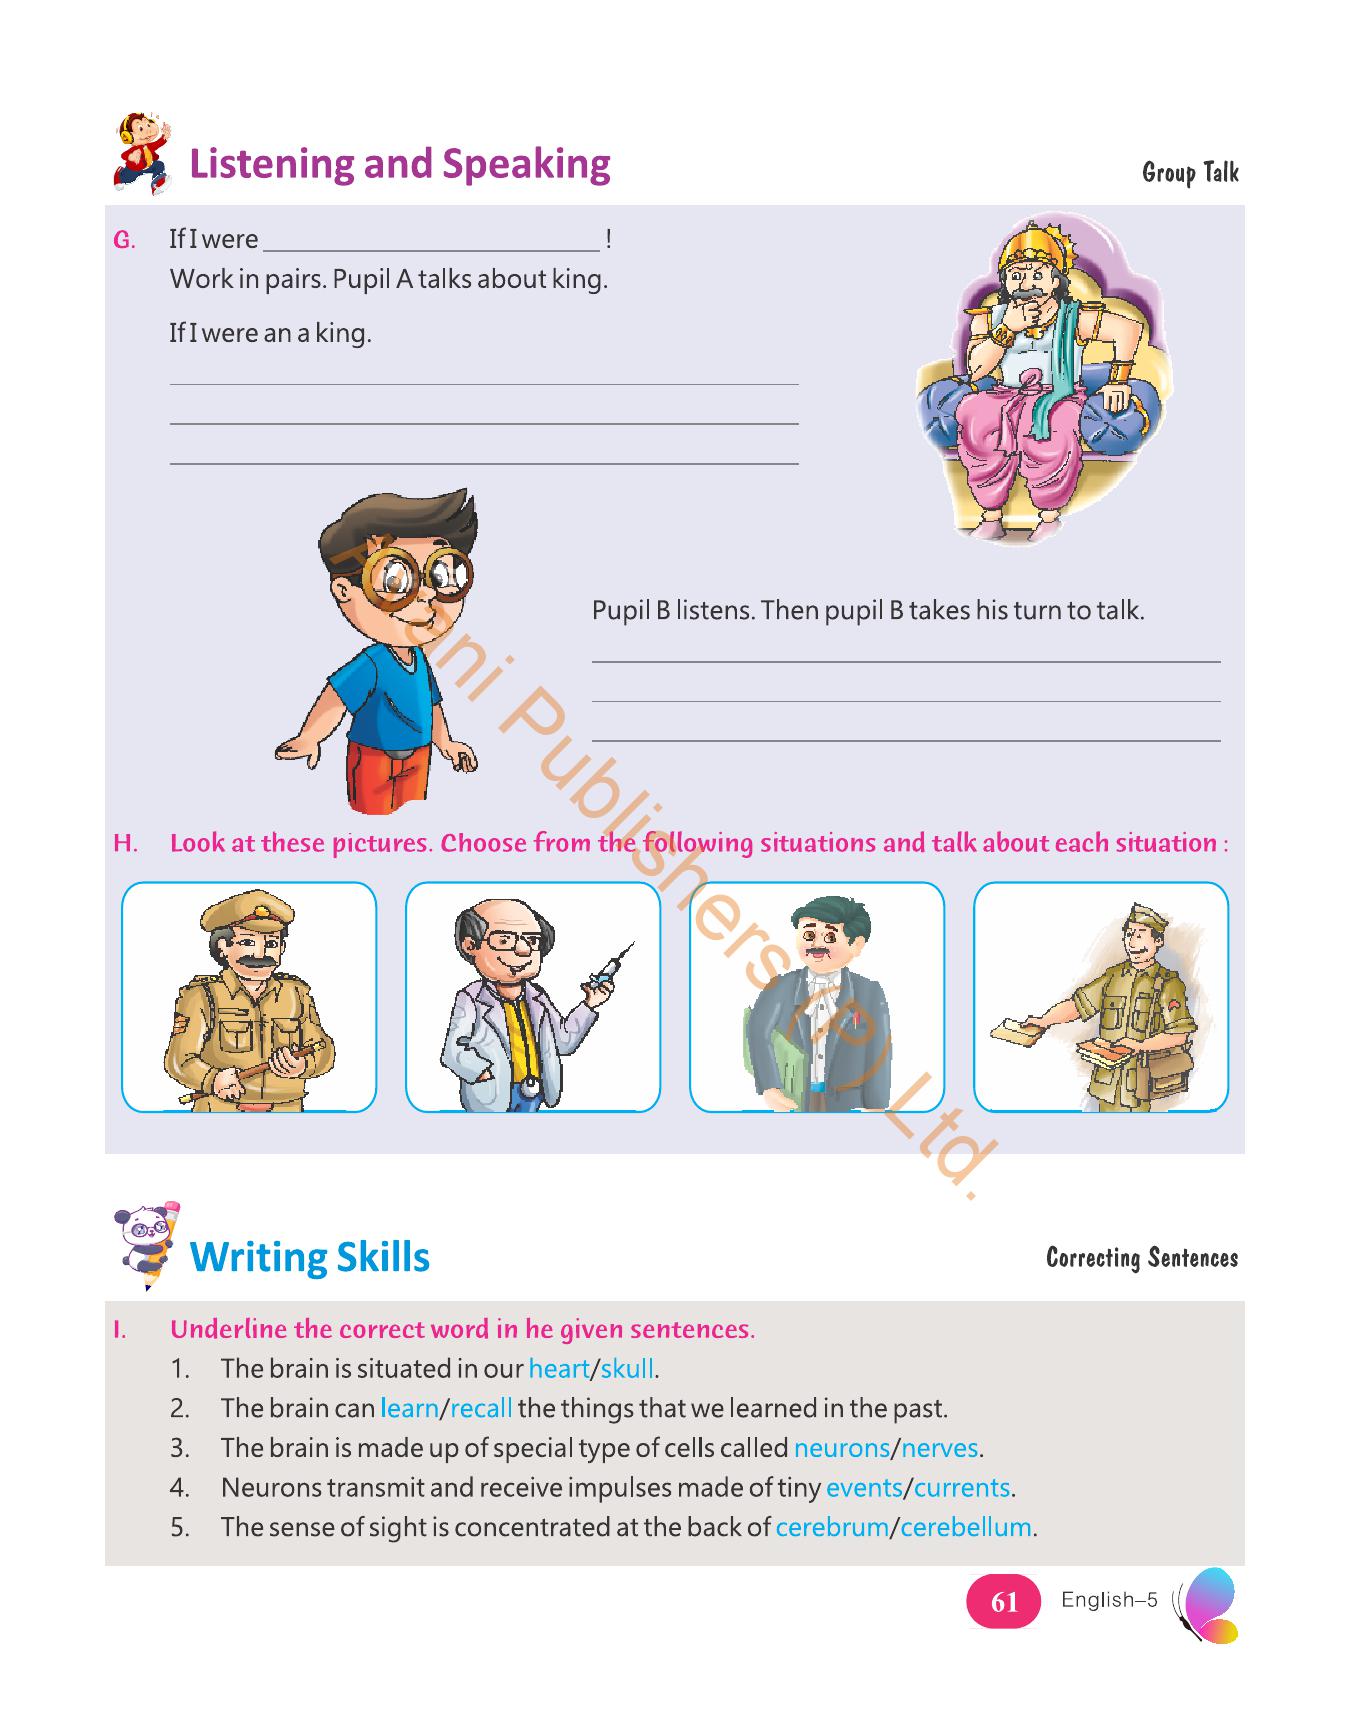 Listening and Speaking
Group Talk
G. If I were ______________________ !
Work in pairs. Pupil A talks about king.
If I were an a king.
Pupil B listens. Then pupil B takes his turn to talk.
H. Look at these pictures. Choose from the following situations and talk about each situation :
Writing Skills
Correcting Sentences
I. Underline the correct word in he given sentences.
1. The brain is situated in our heart/skull.
2. The brain can learn/recall the things that we learned in the past.
3. The brain is made up of special type of cells called neurons/nerves.
4. Neurons transmit and receive impulses made of tiny events/currents.
5. The sense of sight is concentrated at the back of cerebrum/cerebellum.
61 English–5
Publishers (P) Ltd.